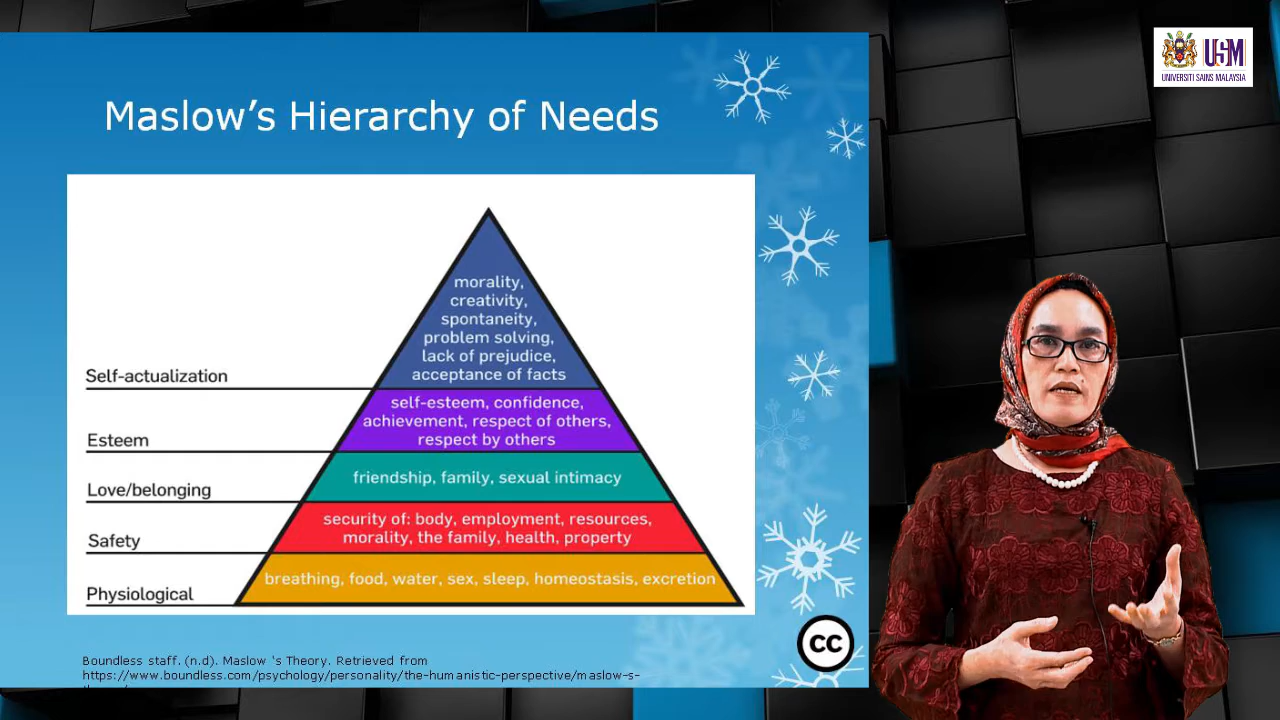 USM
UNIVERSITI SAINS MALAYSIA
Maslow’s Hierarchy of Needs
morality,
creativity,
spontaneity,
problem solving,
lack of prejudice,
acceptance of facts
Self-actualization
self-esteem, confidence,
achievement, respect of others,
respect by others
Esteem
friendship, family, sexual intimacy
Love/belonging
security of: body, employment, resources,
morality, the family, health, property
Safety
breathing, food, water, sex, sleep, homeostasis, excretion
Physiological
cc
Boundless staff. (n.d). Maslow 's Theory. Retrieved from
https://www.boundless.com/psychology/personality/the-humanistic-perspective/maslow-s-